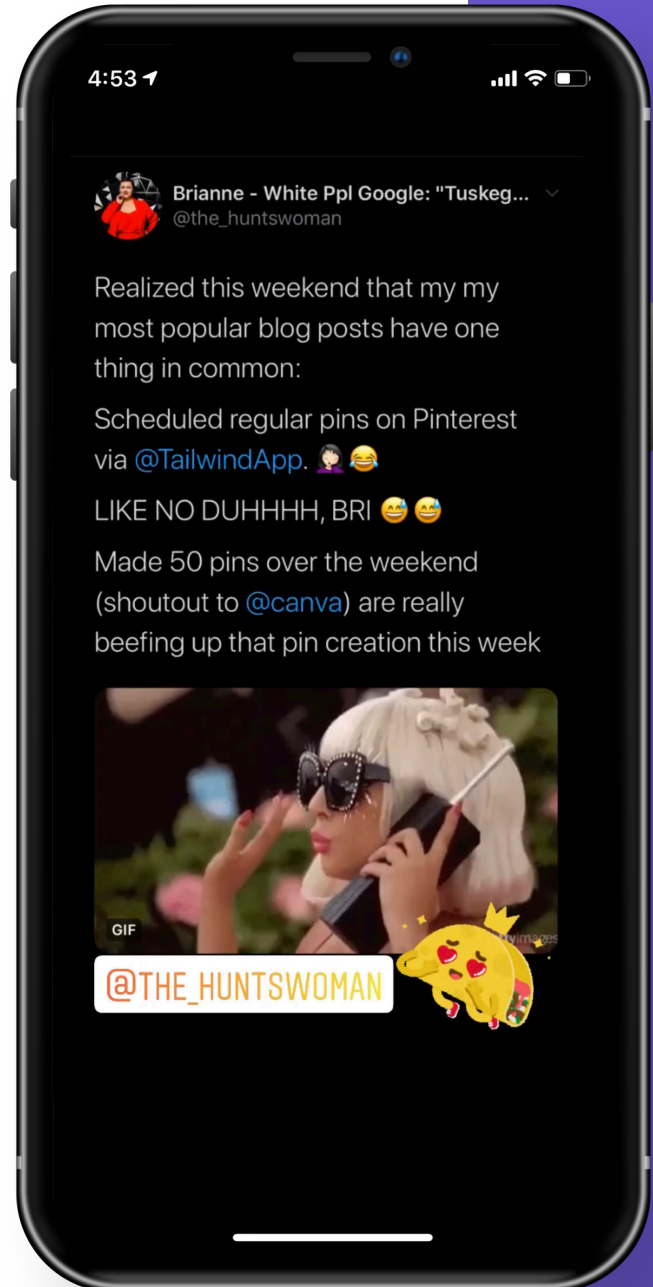 4:53
Brianne - White Ppl Google: "Tuskeg...
@the_huntswoman
Realized this weekend that my my
most popular blog posts have one
thing in common:
Scheduled regular pins on Pinterest
via @TailwindApp. 🤦🏻‍♀️😂
LIKE NO DUHHHH, BRI 😅😅
Made 50 pins over the weekend
(shoutout to @canva) are really
beefing up that pin creation this week
GIF
@THE_HUNTSWOMAN